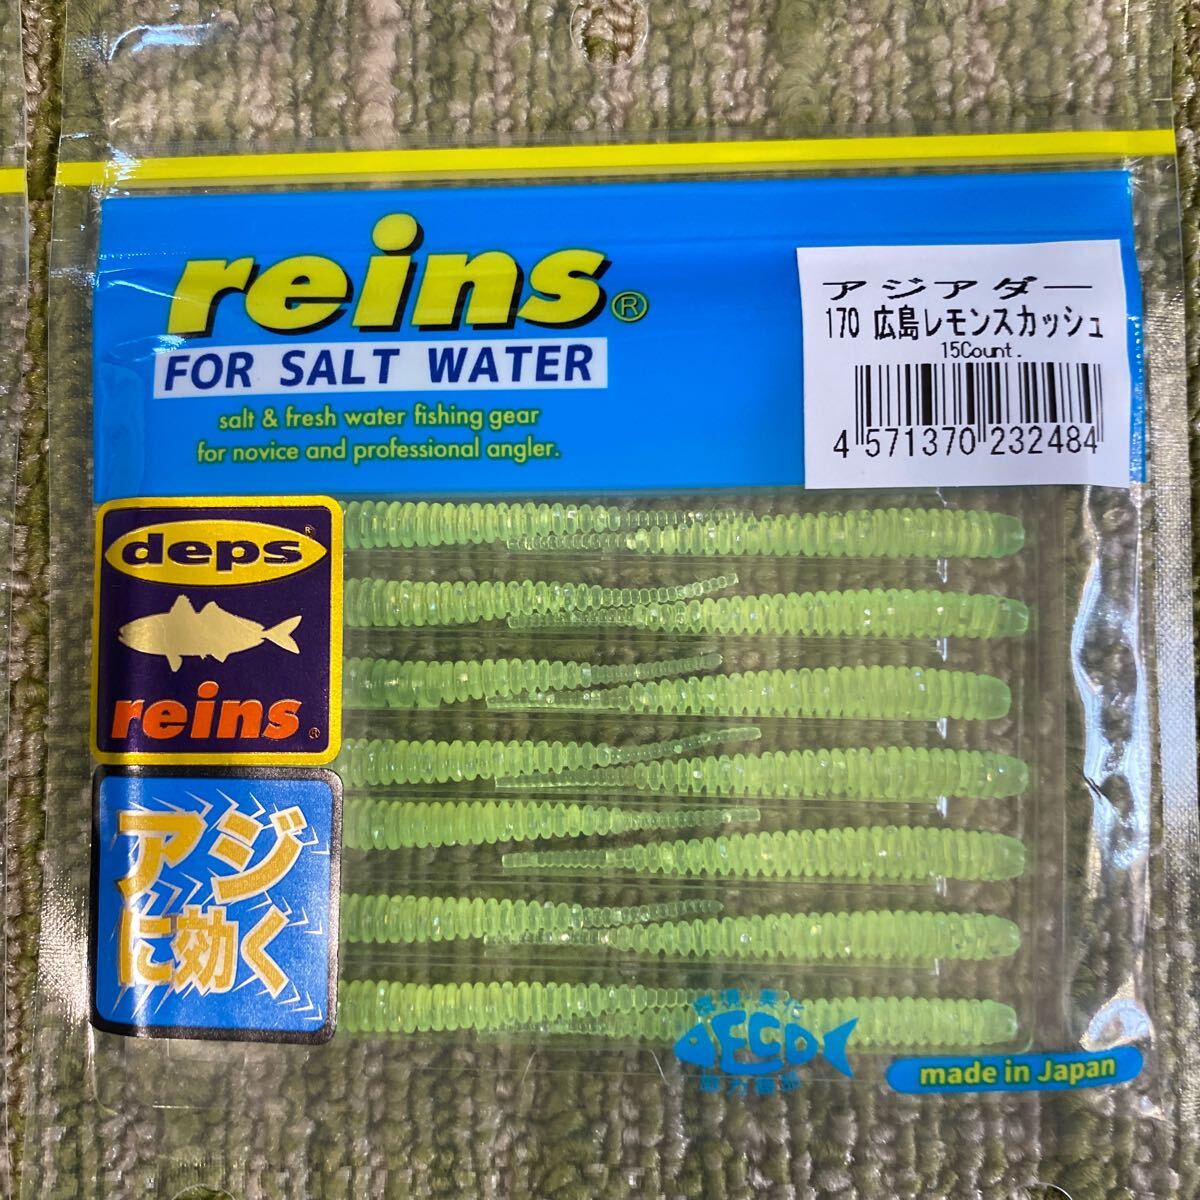 reins®
FOR SALT WATER
salt & fresh water fishing gear
for novice and professional angler.
アジアダー
170 広島レモンスカッシュ
15Count.
4 571370 232484
deps®
reins®
アジ
に効く
ECO
made in Japan